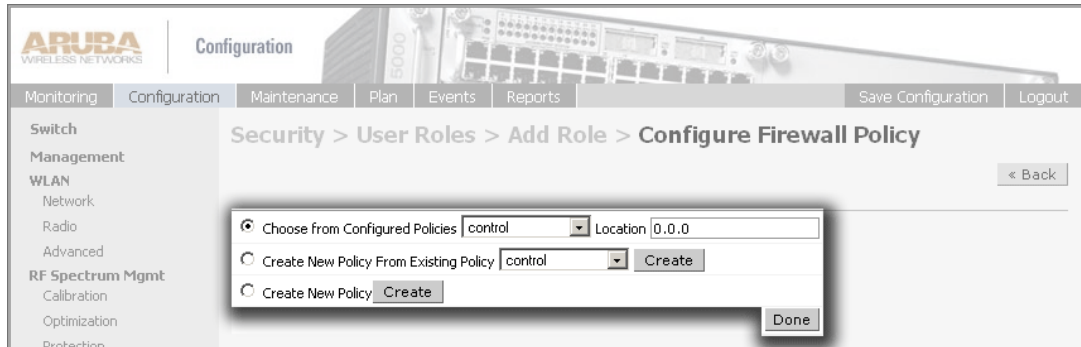 ARUBA
WIRELESS NETWORKS
Configuration
5000
Monitoring Configuration Maintenance Plan Events Reports Save Configuration Logout
Switch
Management
WLAN
Network
Radio
Advanced
RF Spectrum Mgmt
Calibration
Optimization
Protection
Security > User Roles > Add Role > Configure Firewall Policy
« Back
Choose from Configured Policies control Location 0.0.0
Create New Policy From Existing Policy control Create
Create New Policy Create
Done